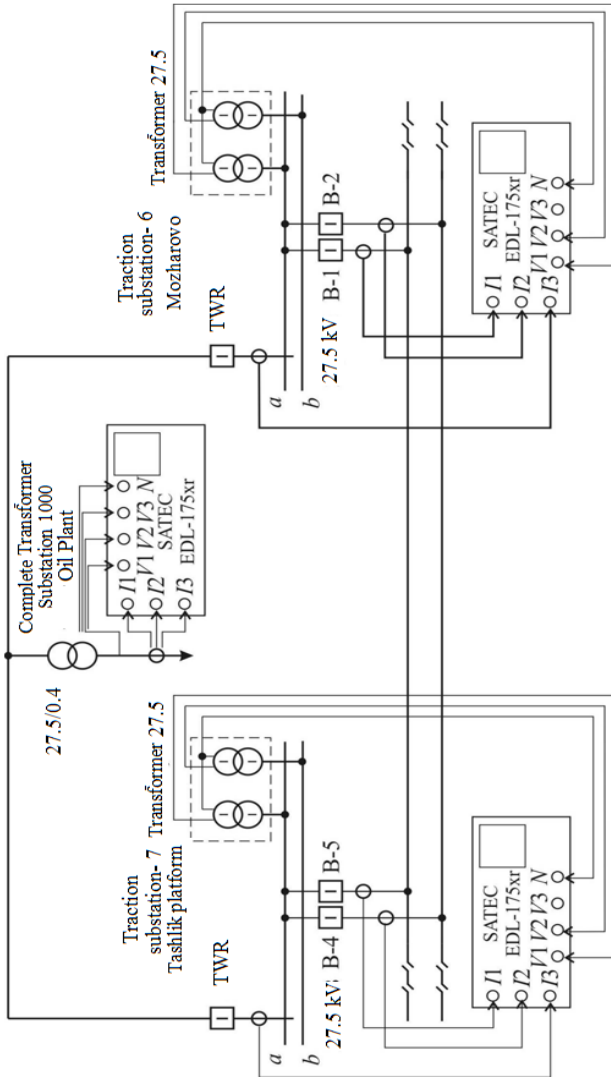 Complete Transformer
Substation 1000
Oil Plant
27.5/0.4
V1 V2 V3 N
I1
I2
I3
SATEC
EDL-175xr
Traction
substation- 7
Tashlik platform
Transformer 27.5
TWR
a
b
27.5 kV
B-4
B-5
I1
I2
I3
SATEC
EDL-175xr
V1 V2 V3 N
Traction
substation- 6
Mozharovo
Transformer 27.5
TWR
a
b
27.5 kV
B-1
B-2
I1
I2
I3
SATEC
EDL-175xr
V1 V2 V3 N